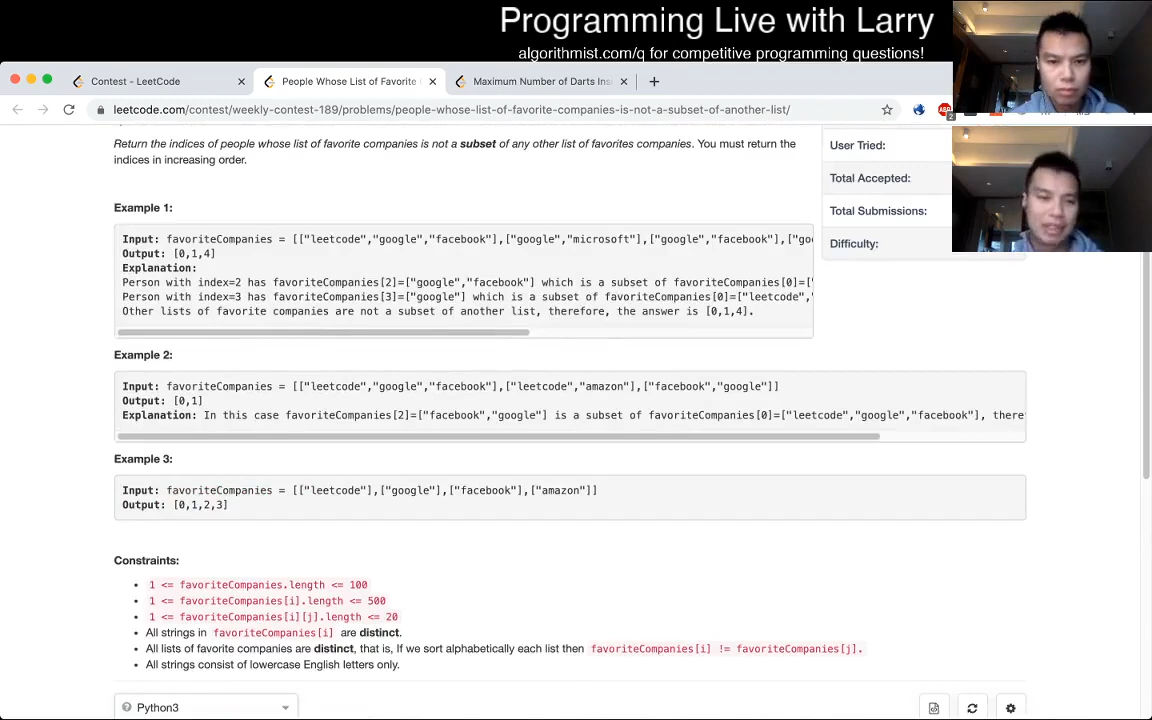 Programming Live with Larry
algorithmist.com/q for competitive programming questions!
Contest - LeetCode
People Whose List of Favorite
Maximum Number of Darts Ins
leetcode.com/contest/weekly-contest-189/problems/people-whose-list-of-favorite-companies-is-not-a-subset-of-another-list/
Return the indices of people whose list of favorite companies is not a subset of any other list of favorites companies. You must return the
indices in increasing order.
User Tried:
Total Accepted:
Total Submissions:
Difficulty:
Example 1:
Input: favoriteCompanies = [["leetcode","google","facebook"],["google","microsoft"],["google","facebook"],["go
Output: [0,1,4]
Explanation:
Person with index=2 has favoriteCompanies[2]=["google","facebook"] which is a subset of favoriteCompanies[0]=["
Person with index=3 has favoriteCompanies[3]=["google"] which is a subset of favoriteCompanies[0]=["leetcode",
Other lists of favorite companies are not a subset of another list, therefore, the answer is [0,1,4].
Example 2:
Input: favoriteCompanies = [["leetcode","google","facebook"],["leetcode","amazon"],["facebook","google"]]
Output: [0,1]
Explanation: In this case favoriteCompanies[2]=["facebook","google"] is a subset of favoriteCompanies[0]=["leetcode","google","facebook"], there
Example 3:
Input: favoriteCompanies = [["leetcode"],["google"],["facebook"],["amazon"]]
Output: [0,1,2,3]
Constraints:
1 <= favoriteCompanies.length <= 100
1 <= favoriteCompanies[i].length <= 500
1 <= favoriteCompanies[i][j].length <= 20
All strings in favoriteCompanies[i] are distinct.
All lists of favorite companies are distinct, that is, If we sort alphabetically each list then favoriteCompanies[i] != favoriteCompanies[j].
All strings consist of lowercase English letters only.
Python3